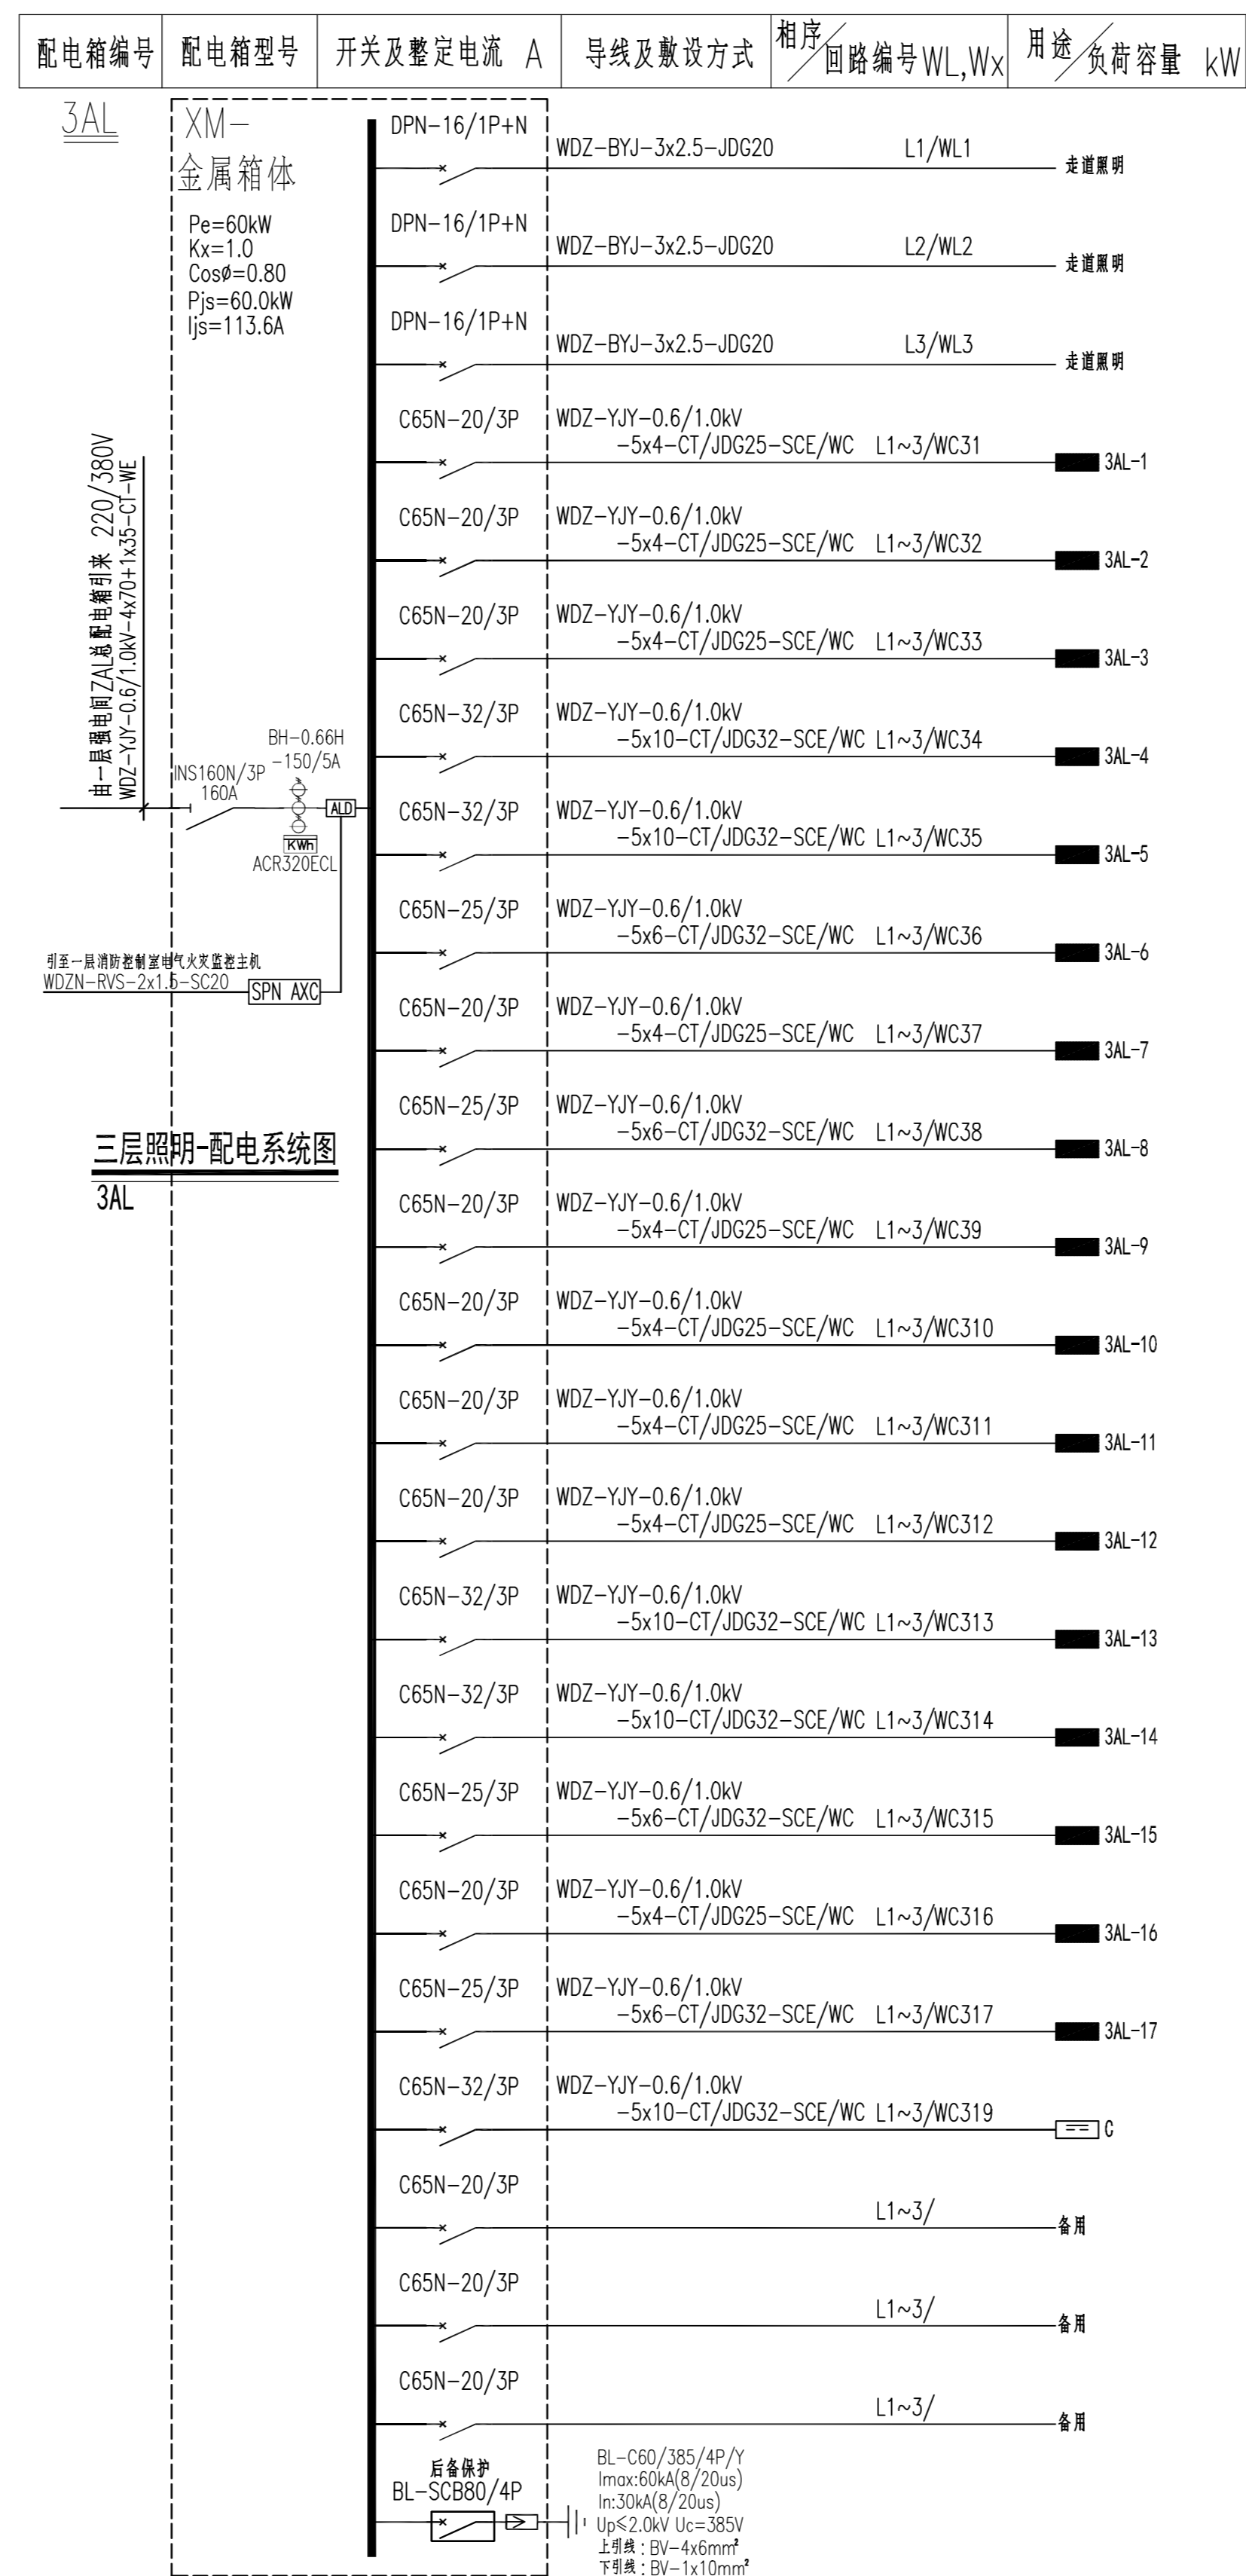 配电箱编号 配电箱型号 开关及整定电流 A 导线及敷设方式 相序/回路编号WL,Wx 用途/负荷容量 kW
3AL
XM-
金属箱体
Pe=60kW
Kx=1.0
CosØ=0.80
Pjs=60.0kW
Ijs=113.6A
由一层强电间ZAL总配电箱引来 220/380V
WDZ-YJY-0.6/1.0kV-4x70+1x35-CT-WE
INS160N/3P
160A
BH-0.66H
-150/5A
ALD
KWh
ACR320ECL
引至一层消防控制室电气火灾监控主机
WDZN-RVS-2x1.5-SC20
SPN AXC
三层照明-配电系统图
3AL
DPN-16/1P+N
WDZ-BYJ-3x2.5-JDG20 L1/WL1
走道照明
DPN-16/1P+N
WDZ-BYJ-3x2.5-JDG20 L2/WL2
走道照明
DPN-16/1P+N
WDZ-BYJ-3x2.5-JDG20 L3/WL3
走道照明
C65N-20/3P WDZ-YJY-0.6/1.0kV
-5x4-CT/JDG25-SCE/WC L1~3/WC31
3AL-1
C65N-20/3P WDZ-YJY-0.6/1.0kV
-5x4-CT/JDG25-SCE/WC L1~3/WC32
3AL-2
C65N-20/3P WDZ-YJY-0.6/1.0kV
-5x4-CT/JDG25-SCE/WC L1~3/WC33
3AL-3
C65N-32/3P WDZ-YJY-0.6/1.0kV
-5x10-CT/JDG32-SCE/WC L1~3/WC34
3AL-4
C65N-32/3P WDZ-YJY-0.6/1.0kV
-5x10-CT/JDG32-SCE/WC L1~3/WC35
3AL-5
C65N-25/3P WDZ-YJY-0.6/1.0kV
-5x6-CT/JDG32-SCE/WC L1~3/WC36
3AL-6
C65N-20/3P WDZ-YJY-0.6/1.0kV
-5x4-CT/JDG25-SCE/WC L1~3/WC37
3AL-7
C65N-25/3P WDZ-YJY-0.6/1.0kV
-5x6-CT/JDG32-SCE/WC L1~3/WC38
3AL-8
C65N-20/3P WDZ-YJY-0.6/1.0kV
-5x4-CT/JDG25-SCE/WC L1~3/WC39
3AL-9
C65N-20/3P WDZ-YJY-0.6/1.0kV
-5x4-CT/JDG25-SCE/WC L1~3/WC310
3AL-10
C65N-20/3P WDZ-YJY-0.6/1.0kV
-5x4-CT/JDG25-SCE/WC L1~3/WC311
3AL-11
C65N-20/3P WDZ-YJY-0.6/1.0kV
-5x4-CT/JDG25-SCE/WC L1~3/WC312
3AL-12
C65N-32/3P WDZ-YJY-0.6/1.0kV
-5x10-CT/JDG32-SCE/WC L1~3/WC313
3AL-13
C65N-32/3P WDZ-YJY-0.6/1.0kV
-5x10-CT/JDG32-SCE/WC L1~3/WC314
3AL-14
C65N-25/3P WDZ-YJY-0.6/1.0kV
-5x6-CT/JDG32-SCE/WC L1~3/WC315
3AL-15
C65N-20/3P WDZ-YJY-0.6/1.0kV
-5x4-CT/JDG25-SCE/WC L1~3/WC316
3AL-16
C65N-25/3P WDZ-YJY-0.6/1.0kV
-5x6-CT/JDG32-SCE/WC L1~3/WC317
3AL-17
C65N-32/3P WDZ-YJY-0.6/1.0kV
-5x10-CT/JDG32-SCE/WC L1~3/WC319
C
C65N-20/3P
L1~3/
备用
C65N-20/3P
L1~3/
备用
C65N-20/3P
L1~3/
备用
后备保护
BL-SCB80/4P
BL-C60/385/4P/Y
Imax:60kA(8/20us)
In:30kA(8/20us)
Up≤2.0kV Uc=385V
上引线：BV-4x6mm²
下引线：BV-1x10mm²